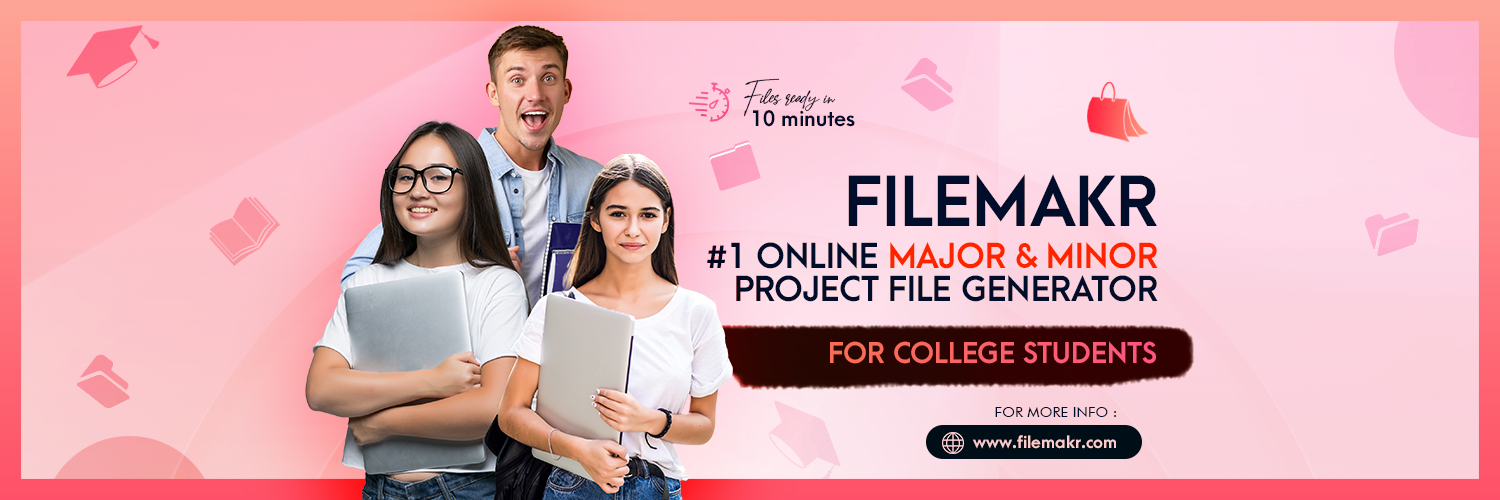 Files ready in
10 minutes
FILEMAKR
#1 ONLINE MAJOR & MINOR
PROJECT FILE GENERATOR
FOR COLLEGE STUDENTS
FOR MORE INFO :
www.filemakr.com